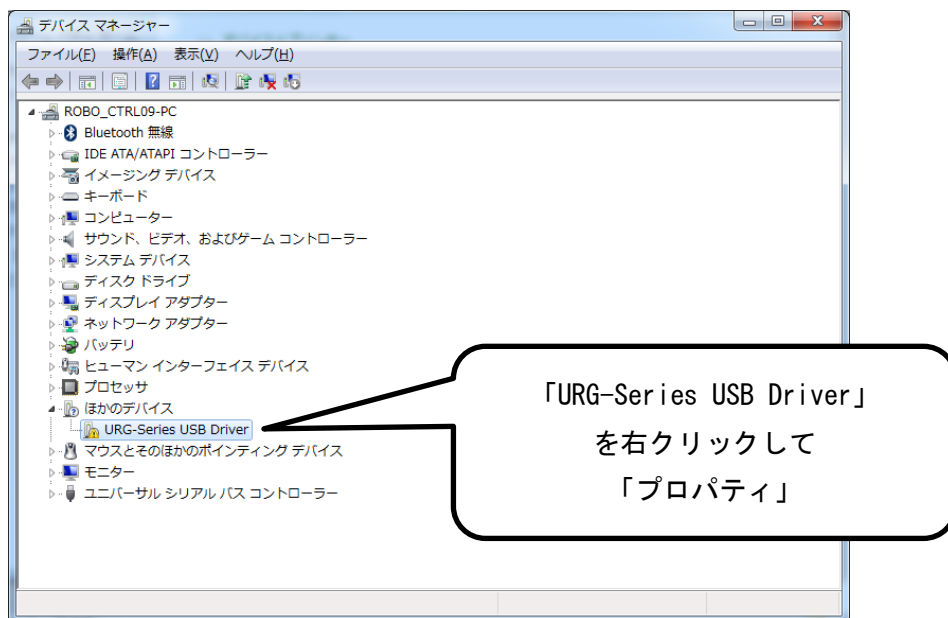 デバイス マネージャー
ファイル(F) 操作(A) 表示(V) ヘルプ(H)
ROBO_CTRL09-PC
Bluetooth 無線
IDE ATA/ATAPI コントローラー
イメージング デバイス
キーボード
コンピューター
サウンド、ビデオ、およびゲーム コントローラー
システム デバイス
ディスク ドライブ
ディスプレイ アダプター
ネットワーク アダプター
バッテリ
ヒューマン インターフェイス デバイス
プロセッサ
ほかのデバイス
URG-Series USB Driver
マウスとそのほかのポインティング デバイス
モニター
ユニバーサル シリアル バス コントローラー
「URG-Series USB Driver」
を右クリックして
「プロパティ」